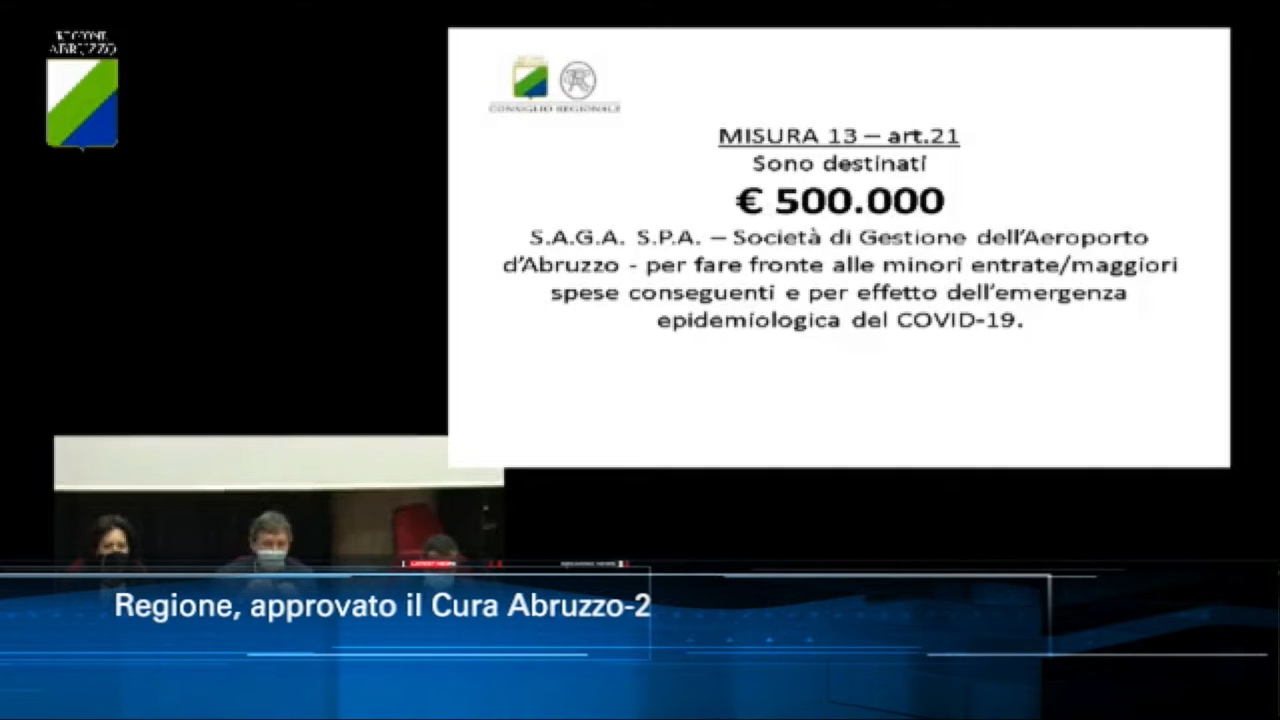 REGIONE
ABRUZZO
CONSIGLIO REGIONALE
MISURA 13 – art.21
Sono destinati
€ 500.000
S.A.G.A. S.P.A. – Società di Gestione dell'Aeroporto
d'Abruzzo - per fare fronte alle minori entrate/maggiori
spese conseguenti e per effetto dell'emergenza
epidemiologica del COVID-19.
LATEST NEWS
Regione, approvato il Cura Abruzzo-2